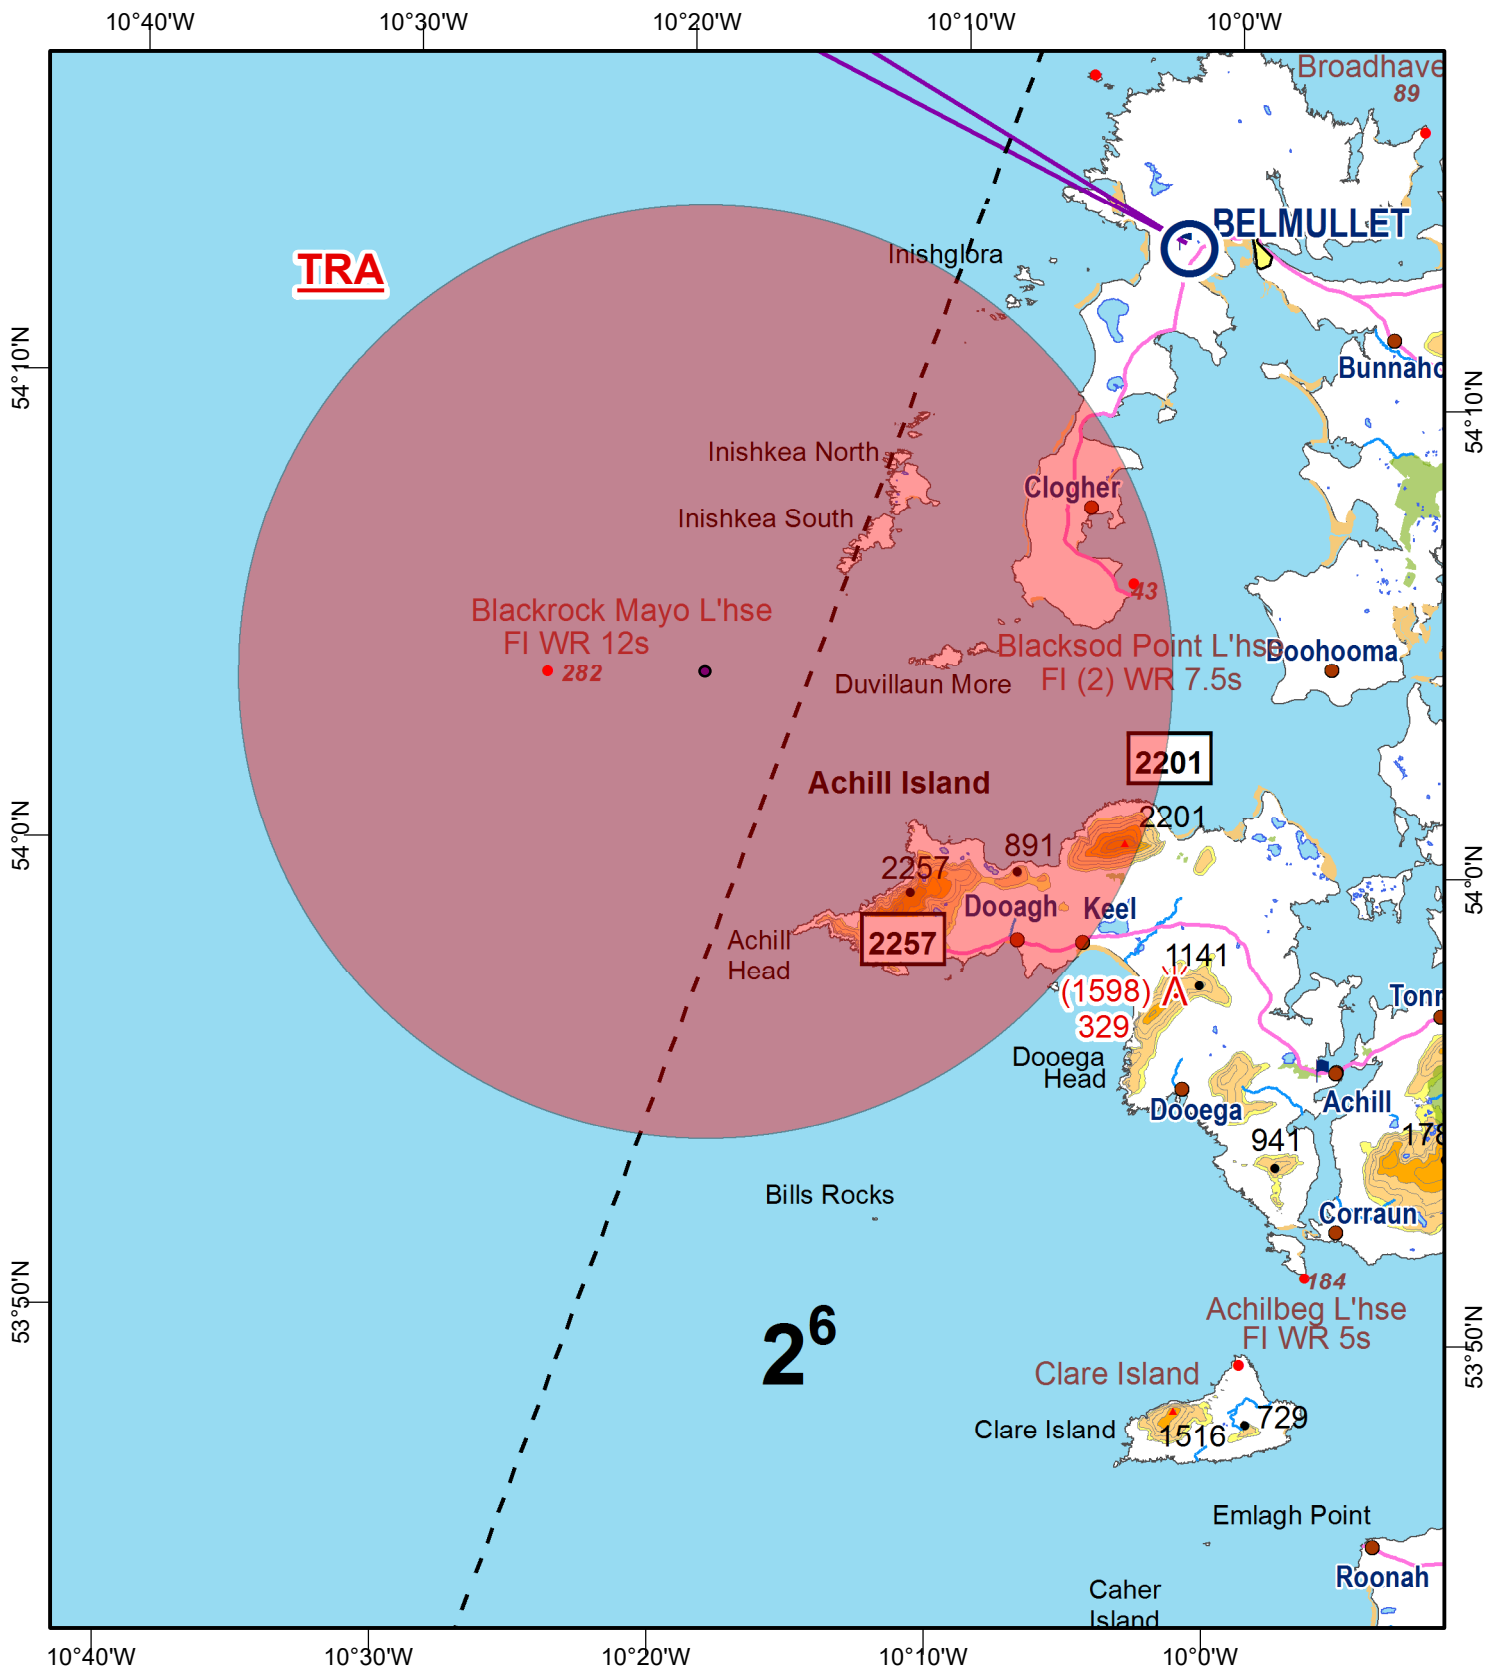 10°40'W 10°30'W 10°20'W 10°10'W 10°0'W
Broadhave
89
TRA
BELMULLET
Inishglora
54°10'N
Bunnaho
54°10'N
Inishkea North
Clogher
Inishkea South
43
Blackrock Mayo L'hse
Fl WR 12s
282
Blacksod Point L'hse
Fl (2) WR 7.5s
Doohooma
Duvillaun More
2201
Achill Island
2201
54°0'N
891
2257
Dooagh
Keel
54°0'N
2257
Achill
Head
1141
(1598)
329
Tonr
Dooega
Head
Dooega
Achill
941
178
Bills Rocks
Corraun
184
53°50'N
Achilbeg L'hse
Fl WR 5s
53°50'N
2⁶
Clare Island
Clare Island
1516
729
Emlagh Point
Roonah
Caher
Island
10°40'W 10°30'W 10°20'W 10°10'W 10°0'W